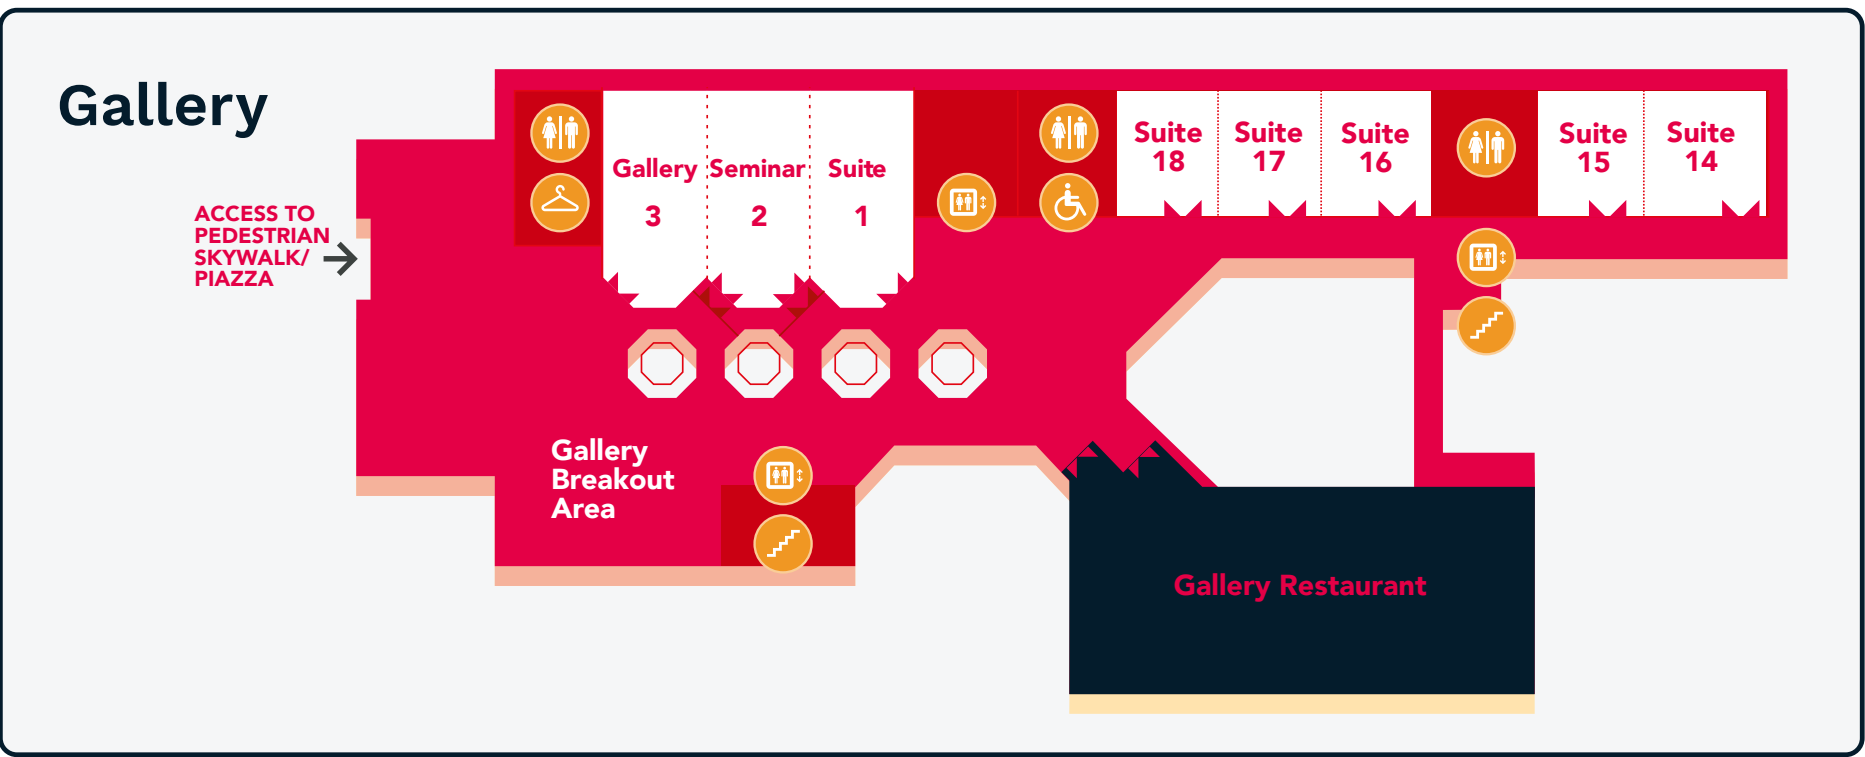 Gallery
ACCESS TO
PEDESTRIAN
SKYWALK/
PIAZZA
Gallery Seminar Suite
3 2 1
Suite
18
Suite
17
Suite
16
Suite
15
Suite
14
Gallery
Breakout
Area
Gallery Restaurant